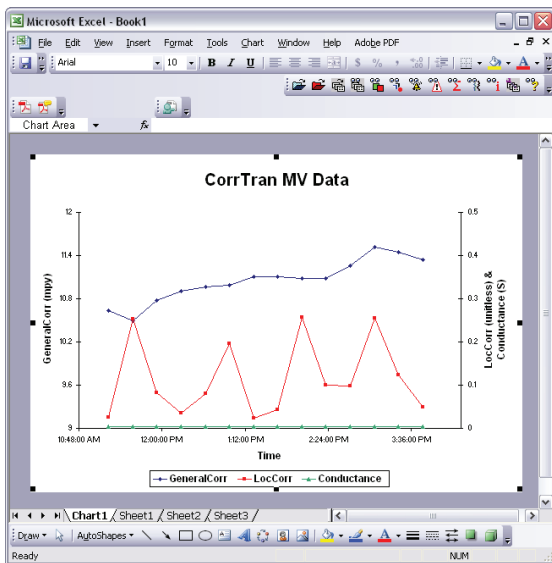 Microsoft Excel - Book1
File Edit View Insert Format Tools Chart Window Help Adobe PDF
Arial 10 B I U $ % ,
Chart Area fx
CorrTran MV Data
12
11.4
10.8
10.2
9.6
9
GeneralCorr (mpy)
0.5
0.4
0.3
0.2
0.1
0
LocCorr (unitless) &
Conductance (S)
10:48:00 AM 12:00:00 PM 1:12:00 PM 2:24:00 PM 3:36:00 PM
Time
GeneralCorr LocCorr Conductance
Chart1 Sheet1 Sheet2 Sheet3
Draw AutoShapes
Ready NUM